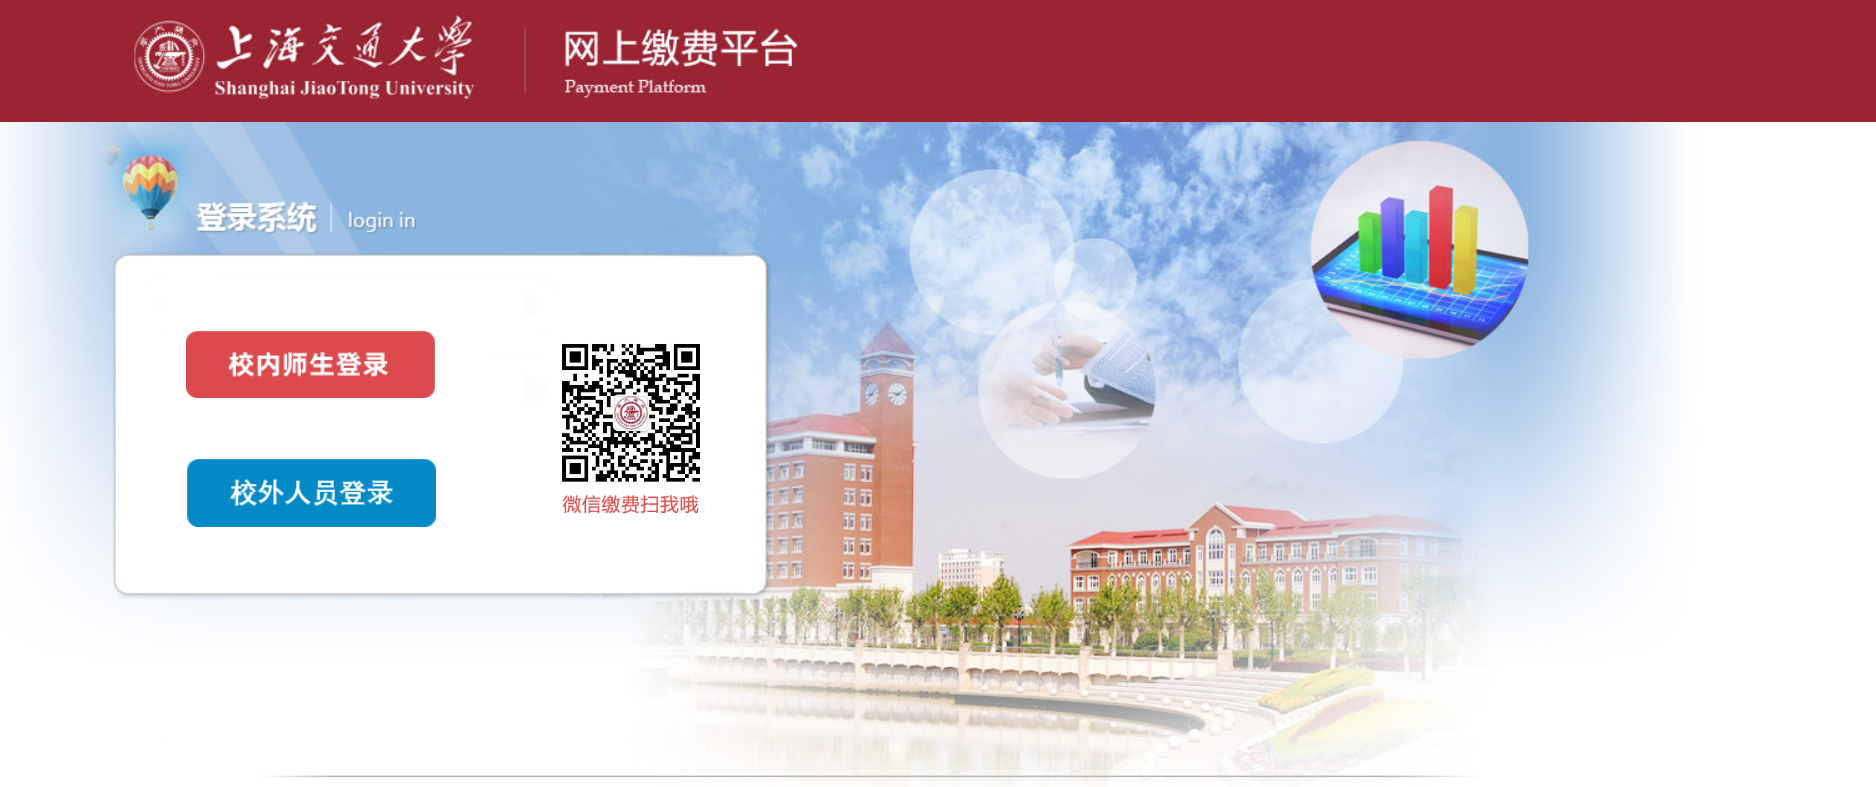 上海交通大学
Shanghai JiaoTong University
网上缴费平台
Payment Platform
登录系统
login in
校内师生登录
校外人员登录
微信缴费扫我哦